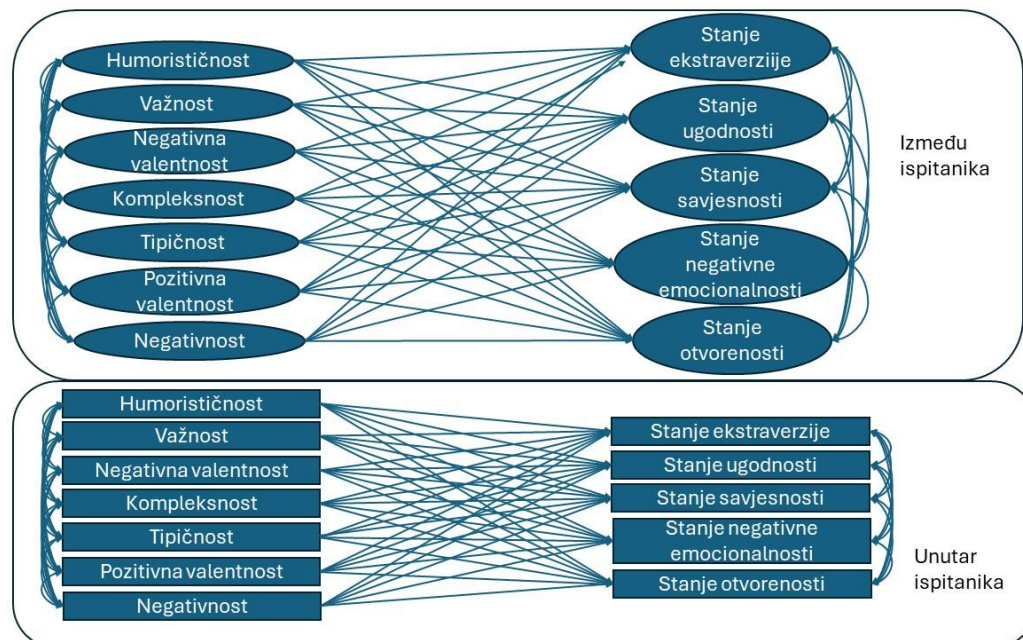 Humorističnost
Važnost
Negativna
valentnost
Kompleksnost
Tipičnost
Pozitivna
valentnost
Negativnost
Stanje
ekstraverziije
Stanje
ugodnosti
Stanje
savjesnosti
Stanje
negativne
emocionalnosti
Stanje
otvorenosti
Između
ispitanika
Humorističnost
Važnost
Negativna valentnost
Kompleksnost
Tipičnost
Pozitivna valentnost
Negativnost
Stanje ekstraverzije
Stanje ugodnosti
Stanje savjesnosti
Stanje negativne
emocionalnosti
Stanje otvorenosti
Unutar
ispitanika